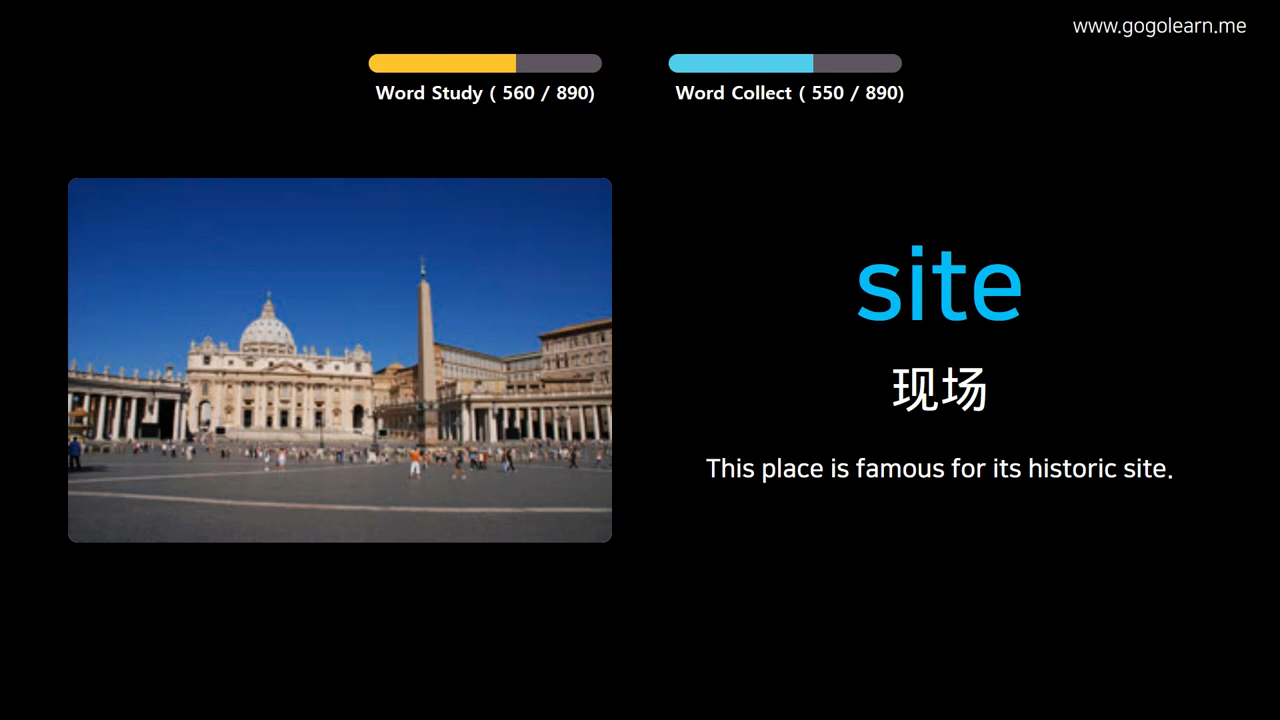 www.gogolearn.me
Word Study ( 560 / 890)
Word Collect ( 550 / 890)
site
现场
This place is famous for its historic site.